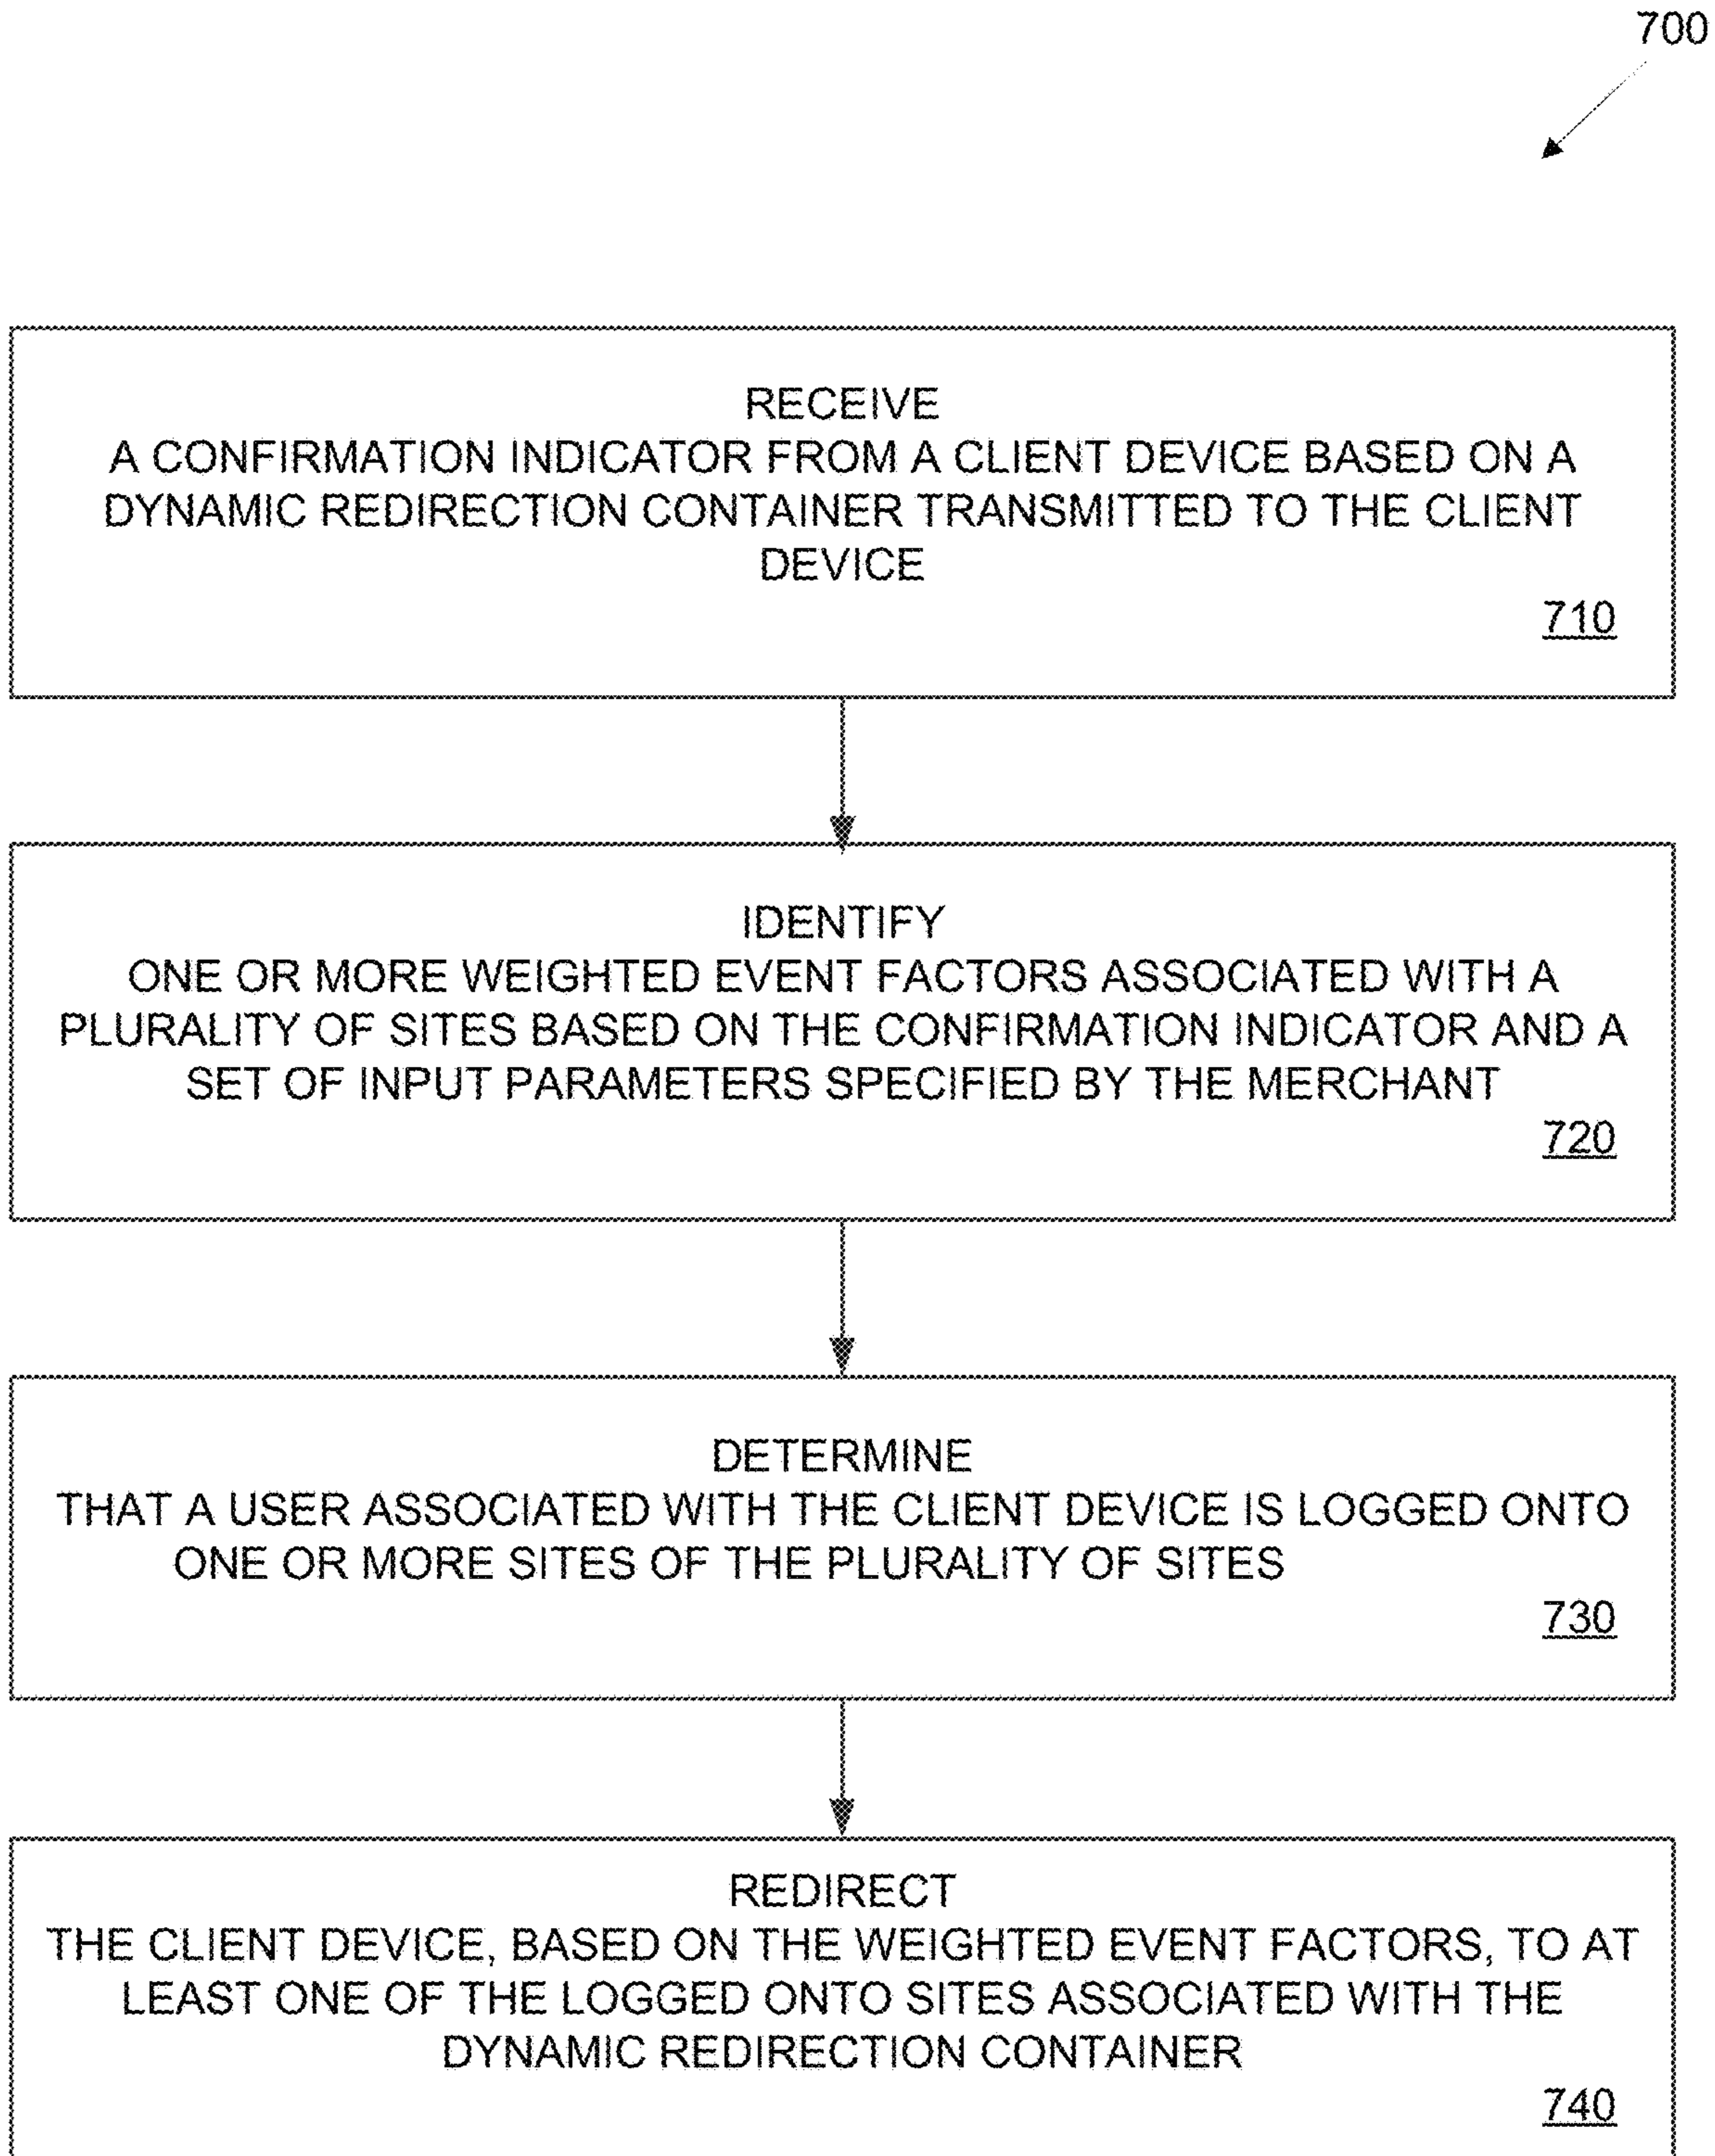 700
RECEIVE
A CONFIRMATION INDICATOR FROM A CLIENT DEVICE BASED ON A
DYNAMIC REDIRECTION CONTAINER TRANSMITTED TO THE CLIENT
DEVICE
710
IDENTIFY
ONE OR MORE WEIGHTED EVENT FACTORS ASSOCIATED WITH A
PLURALITY OF SITES BASED ON THE CONFIRMATION INDICATOR AND A
SET OF INPUT PARAMETERS SPECIFIED BY THE MERCHANT
720
DETERMINE
THAT A USER ASSOCIATED WITH THE CLIENT DEVICE IS LOGGED ONTO
ONE OR MORE SITES OF THE PLURALITY OF SITES
730
REDIRECT
THE CLIENT DEVICE, BASED ON THE WEIGHTED EVENT FACTORS, TO AT
LEAST ONE OF THE LOGGED ONTO SITES ASSOCIATED WITH THE
DYNAMIC REDIRECTION CONTAINER
740